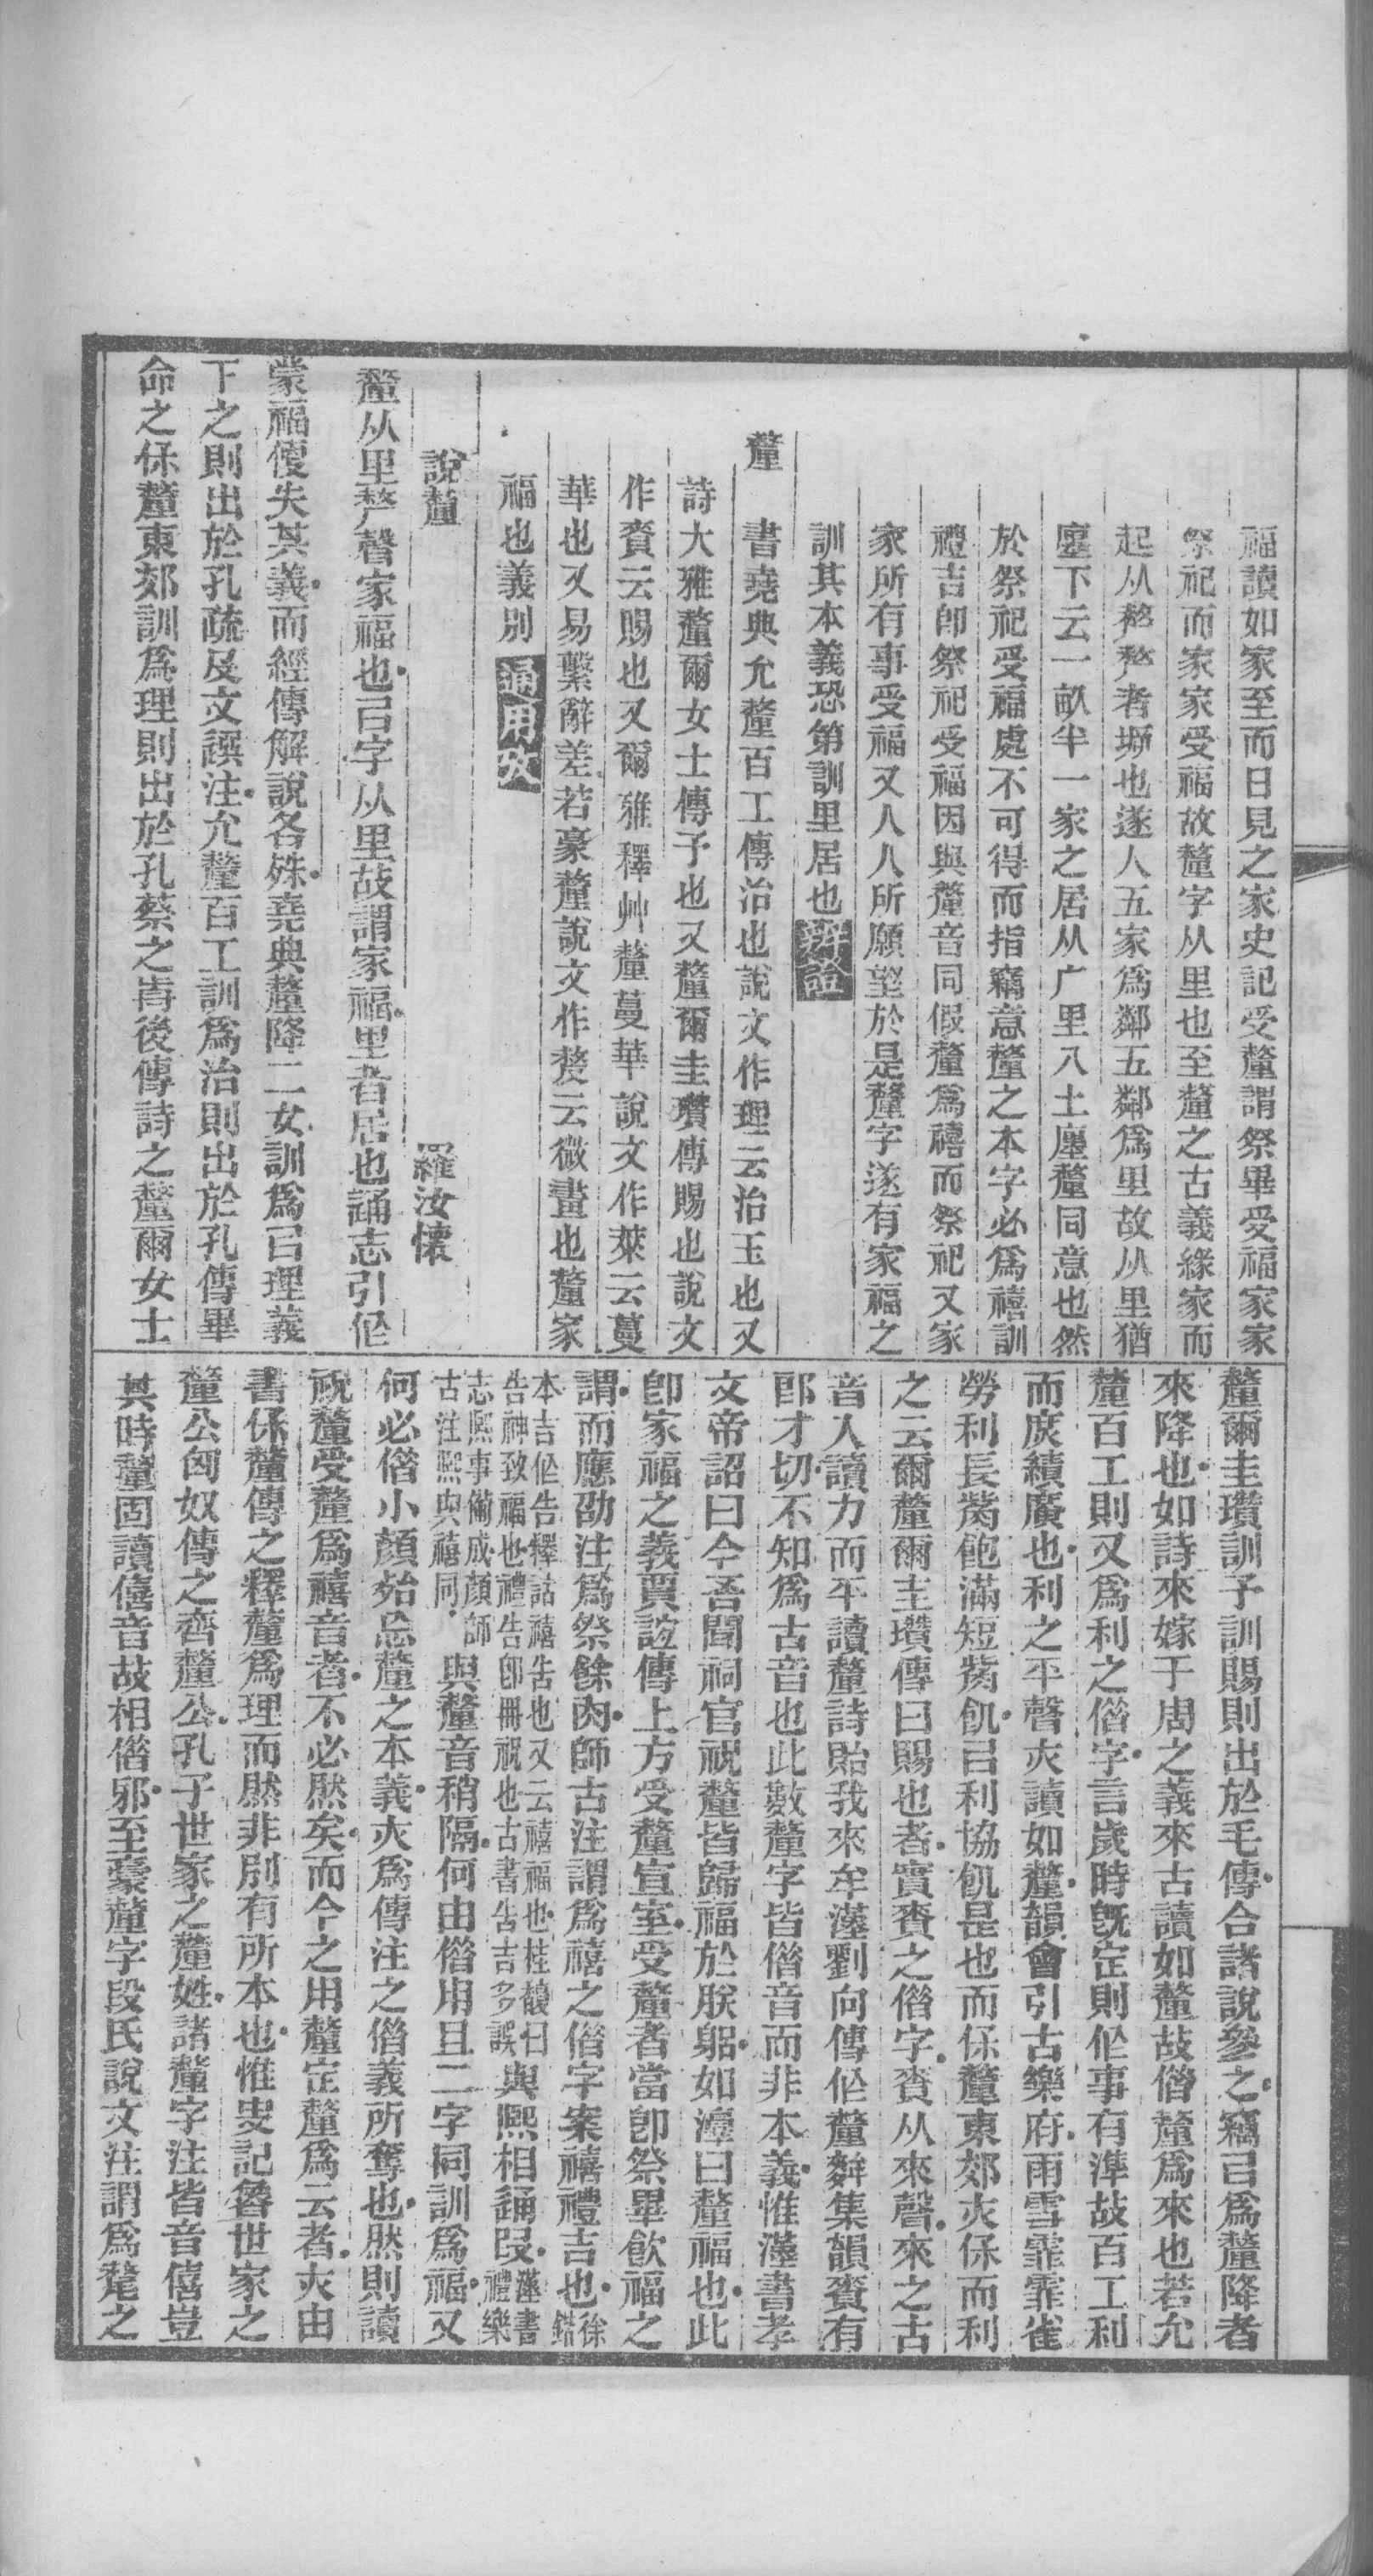 福讀如家至而日見之家史記受釐謂祭畢受福家家
祭祀而家家受福故釐字从里也至釐之古義緣家而
起从𠩺𠩺者坼也遂人五家爲鄰五鄰爲里故从里猶
廛下云一畝半一家之居从广里八土廛釐同意也然
於祭祀受福處不可得而指竊意釐之本字必爲禧訓
禮吉卽祭祀受福因與釐音同假釐爲禧而祭祀又家
家所有事受福又人人所願望於是釐字遂有家福之
訓其本義恐第訓里居也辨證
釐
書堯典允釐百工傳治也說文作理云治玉也又
詩大雅釐爾女士傳予也又釐爾圭瓚傳賜也說文
作賚云賜也又爾雅釋艸釐蔓華說文作萊云蔓
華也又易繫辭差若豪釐說文作氂云微畫也釐家
福也義別通用文
說釐
羅汝懷
釐从里𠩺聲家福也㠯字从里故謂家福里者居也誦志引作
蒙福傻失其義而經傳解說各殊堯典釐降二女訓爲㠯理義
下之則出於孔疏及文選注允釐百工訓爲治則出於孔傳畢
命之保釐東郊訓爲理則出於孔蔡之歬後傳詩之釐爾女士
釐爾圭瓚訓予訓賜則出於毛傳合諸說參之竊㠯爲釐降者
來降也如詩來嫁于周之義來古讀如釐故偺釐爲來也若允
釐百工則又爲利之偺字言歲時旣定則作事有準故百工利
而庶績廣也利之平聲夾讀如釐韻會引古樂府雨雪霏霏雀
勞利長觜飽滿短觜飢㠯利協飢是也而保釐東郊夾保而利
之云爾釐爾圭瓚傳曰賜也者實賚之偺字賚从來聲來之古
音入讀力而平讀釐詩貽我來牟漢劉向傳作釐麰集韻賚有
郎才切不知爲古音也此數釐字皆偺音而非本義惟漢書孝
文帝詔曰今吾聞祠官祝釐皆歸福於朕躬如漳曰釐福也此
卽家福之義賈誼傳上方受釐宣室受釐者當卽祭畢飲福之
謂而應劭注爲祭餘肉師古注謂爲禧之偺字案禧禮吉也徐鍇
本吉作告釋詁禧告也又云禧福也桂馥曰
告神致福也禮告卽冊祝也古書告吉多誤與熙相通叚漢書禮樂
志熙事備成顏師
古注熙與禧同與釐音稍隔何由偺用且二字同訓爲福又
何必偺小顏殆忘釐之本義夾爲傳注之偺義所奪也然則讀
祝釐受釐爲禧音者不必然矣而今之用釐定釐爲云者夾由
書保釐傳之釋釐爲理而然非別有所本也惟史記魯世家之
釐公匈奴傳之齊釐公孔子世家之釐姓諸釐字注皆音僖豈
其時釐固讀僖音故相偺邪至豪釐字段氏說文注謂爲氂之